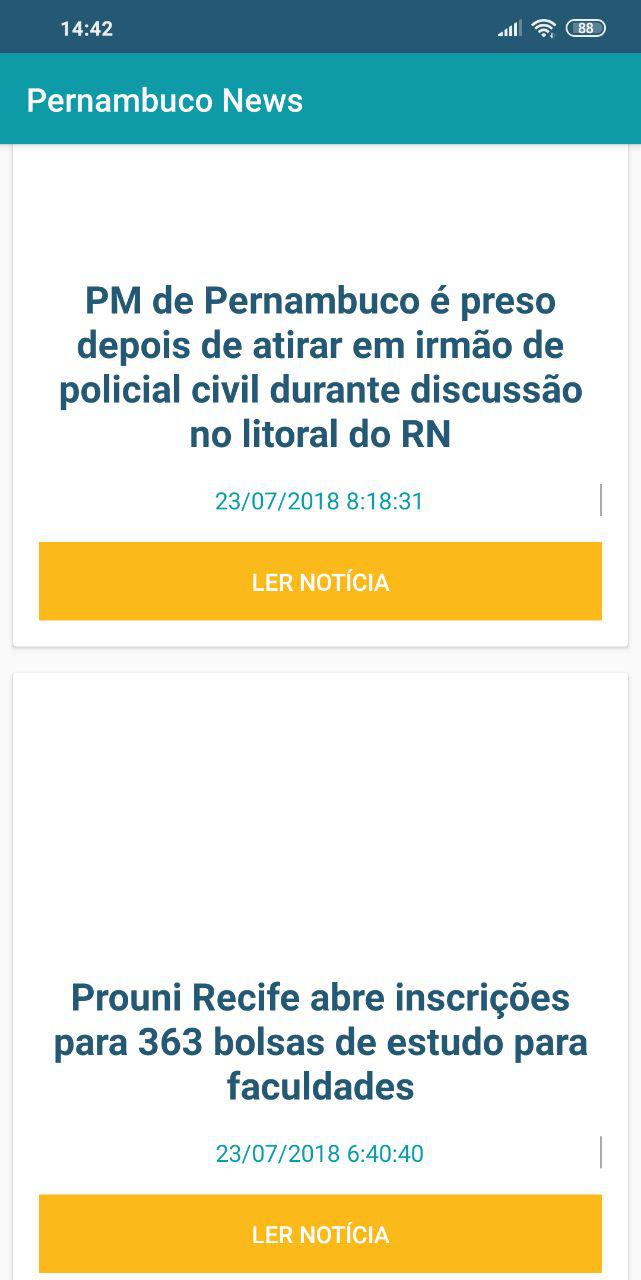 14:42
88
Pernambuco News
PM de Pernambuco é preso
depois de atirar em irmão de
policial civil durante discussão
no litoral do RN
23/07/2018 8:18:31
LER NOTÍCIA
Prouni Recife abre inscrições
para 363 bolsas de estudo para
faculdades
23/07/2018 6:40:40
LER NOTÍCIA